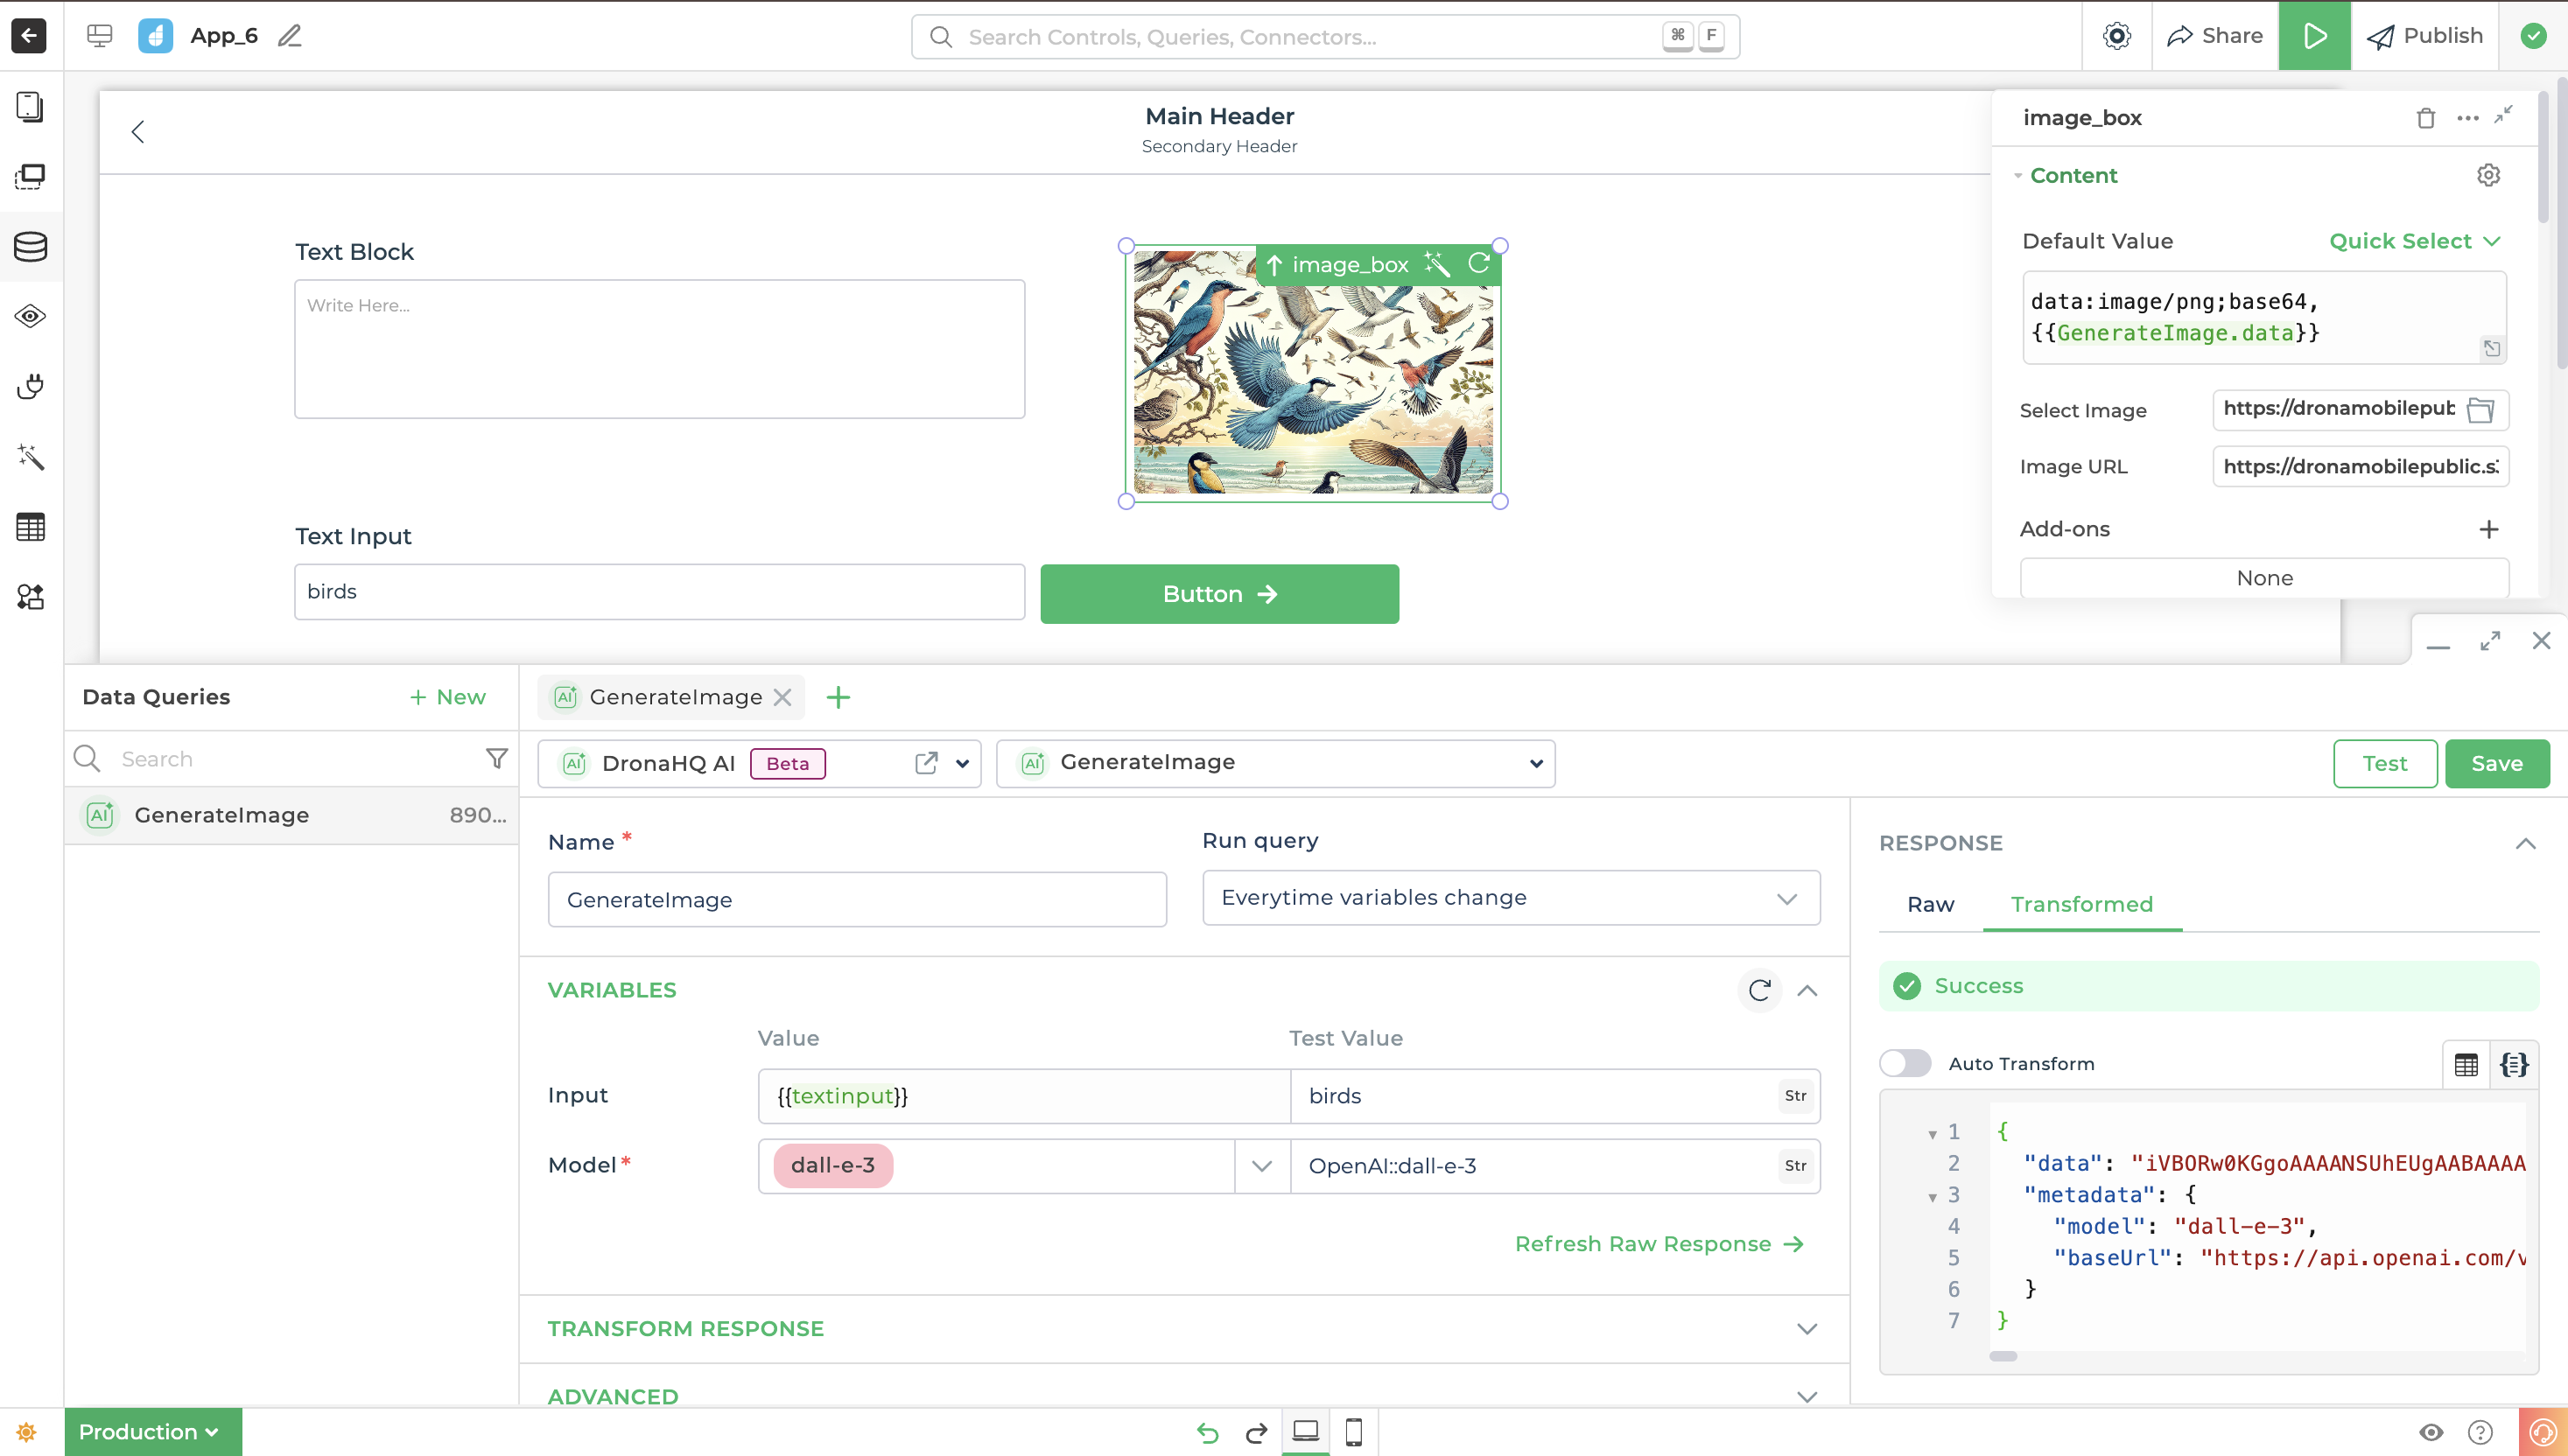 App_6
Search Controls, Queries, Connectors...
⌘ F
Share
Publish
Main Header
Secondary Header
Text Block
Write Here...
image_box
Text Input
birds
Button
image_box
Content
Default Value
Quick Select
data:image/png;base64,
{{GenerateImage.data}}
Select Image
https://dronamobilepub
Image URL
https://dronamobilepublic.s
Add-ons
None
Data Queries
+ New
Search
GenerateImage
890...
GenerateImage
DronaHQ AI
Beta
GenerateImage
Test
Save
Name *
GenerateImage
Run query
Everytime variables change
VARIABLES
Value
Test Value
Input
{{textinput}}
birds
Str
Model*
dall-e-3
OpenAI::dall-e-3
Str
Refresh Raw Response
TRANSFORM RESPONSE
ADVANCED
RESPONSE
Raw
Transformed
Success
Auto Transform
1 {
2 "data": "iVBORw0KGgoAAAANSUhEUgAABAAAA
3 "metadata": {
4 "model": "dall-e-3",
5 "baseUrl": "https://api.openai.com/v
6 }
7 }
Production